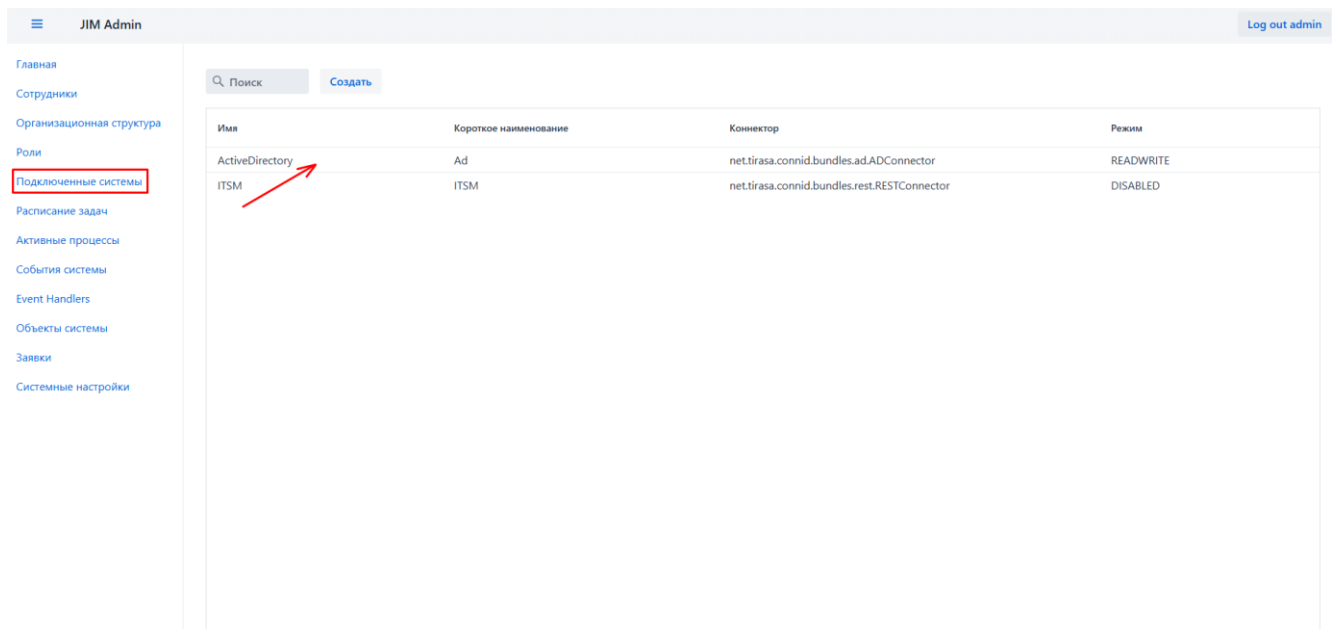 JIM Admin
Log out admin
Главная
Сотрудники
Организационная структура
Роли
Подключенные системы
Расписание задач
Активные процессы
События системы
Event Handlers
Объекты системы
Заявки
Системные настройки
Поиск Создать
Имя Короткое наименование Коннектор Режим
ActiveDirectory Ad net.tirasa.connid.bundles.ad.ADConnector READWRITE
ITSM ITSM net.tirasa.connid.bundles.rest.RESTConnector DISABLED